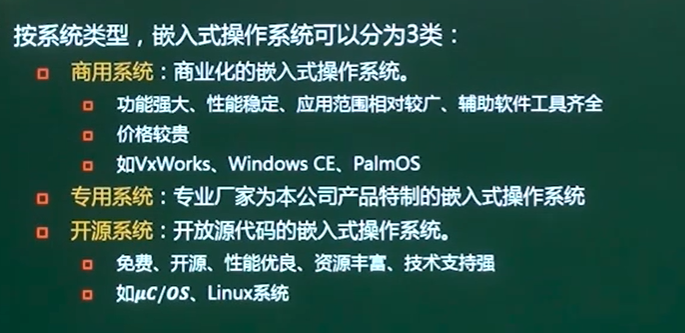 按系统类型，嵌入式操作系统可以分为3类：
商用系统：商业化的嵌入式操作系统。
功能强大、性能稳定、应用范围相对较广、辅助软件工具齐全
价格较贵
如VxWorks、Windows CE、PalmOS
专用系统：专业厂家为本公司产品特制的嵌入式操作系统
开源系统：开放源代码的嵌入式操作系统。
免费、开源、性能优良、资源丰富、技术支持强
如μC/OS、Linux系统